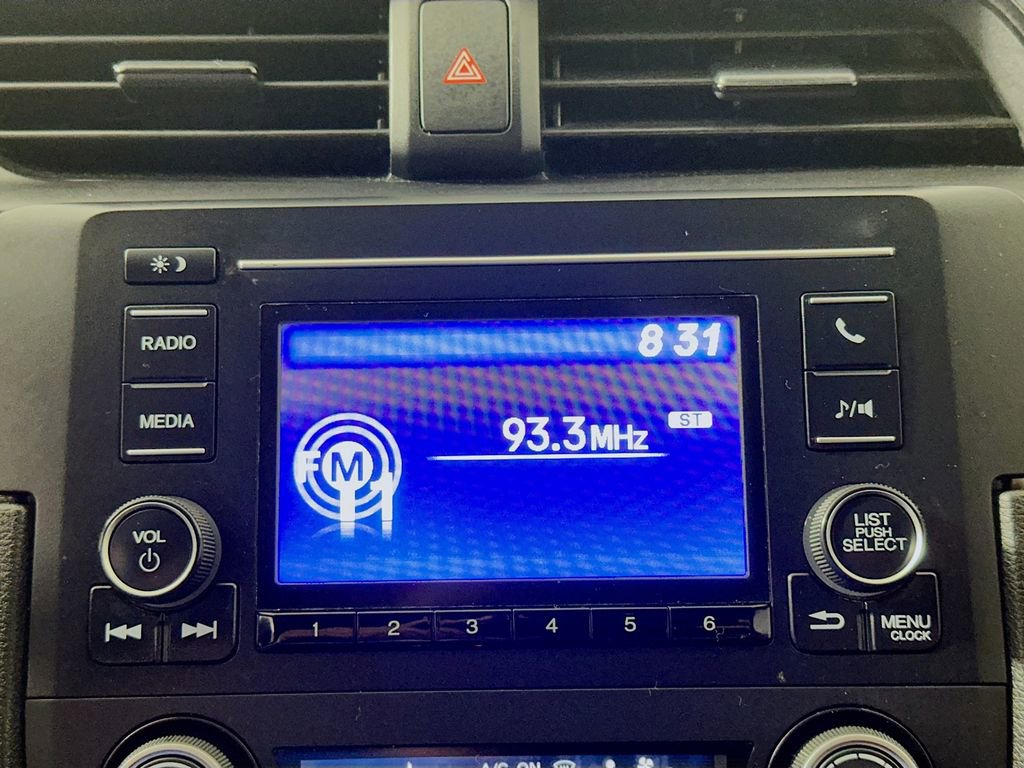 8 31
RADIO
MEDIA
93.3MHz
ST
FM1
VOL
LIST
PUSH
SELECT
1 2 3 4 5 6
MENU
CLOCK
A/C ON